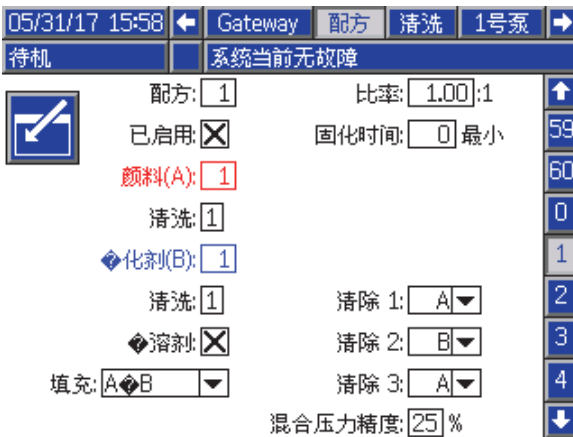 05/31/17 15:58 Gateway 配方 清洗 1号泵
待机 系统当前无故障
配方: 1 比率: 1.00:1
已启用: 固化时间: 0 最小
颜料(A): 1
清洗: 1
�化剂(B): 1
清洗: 1 清除 1: A
�溶剂: 清除 2: B
填充: A�B 清除 3: A
混合压力精度: 25 %
59
60
0
1
2
3
4